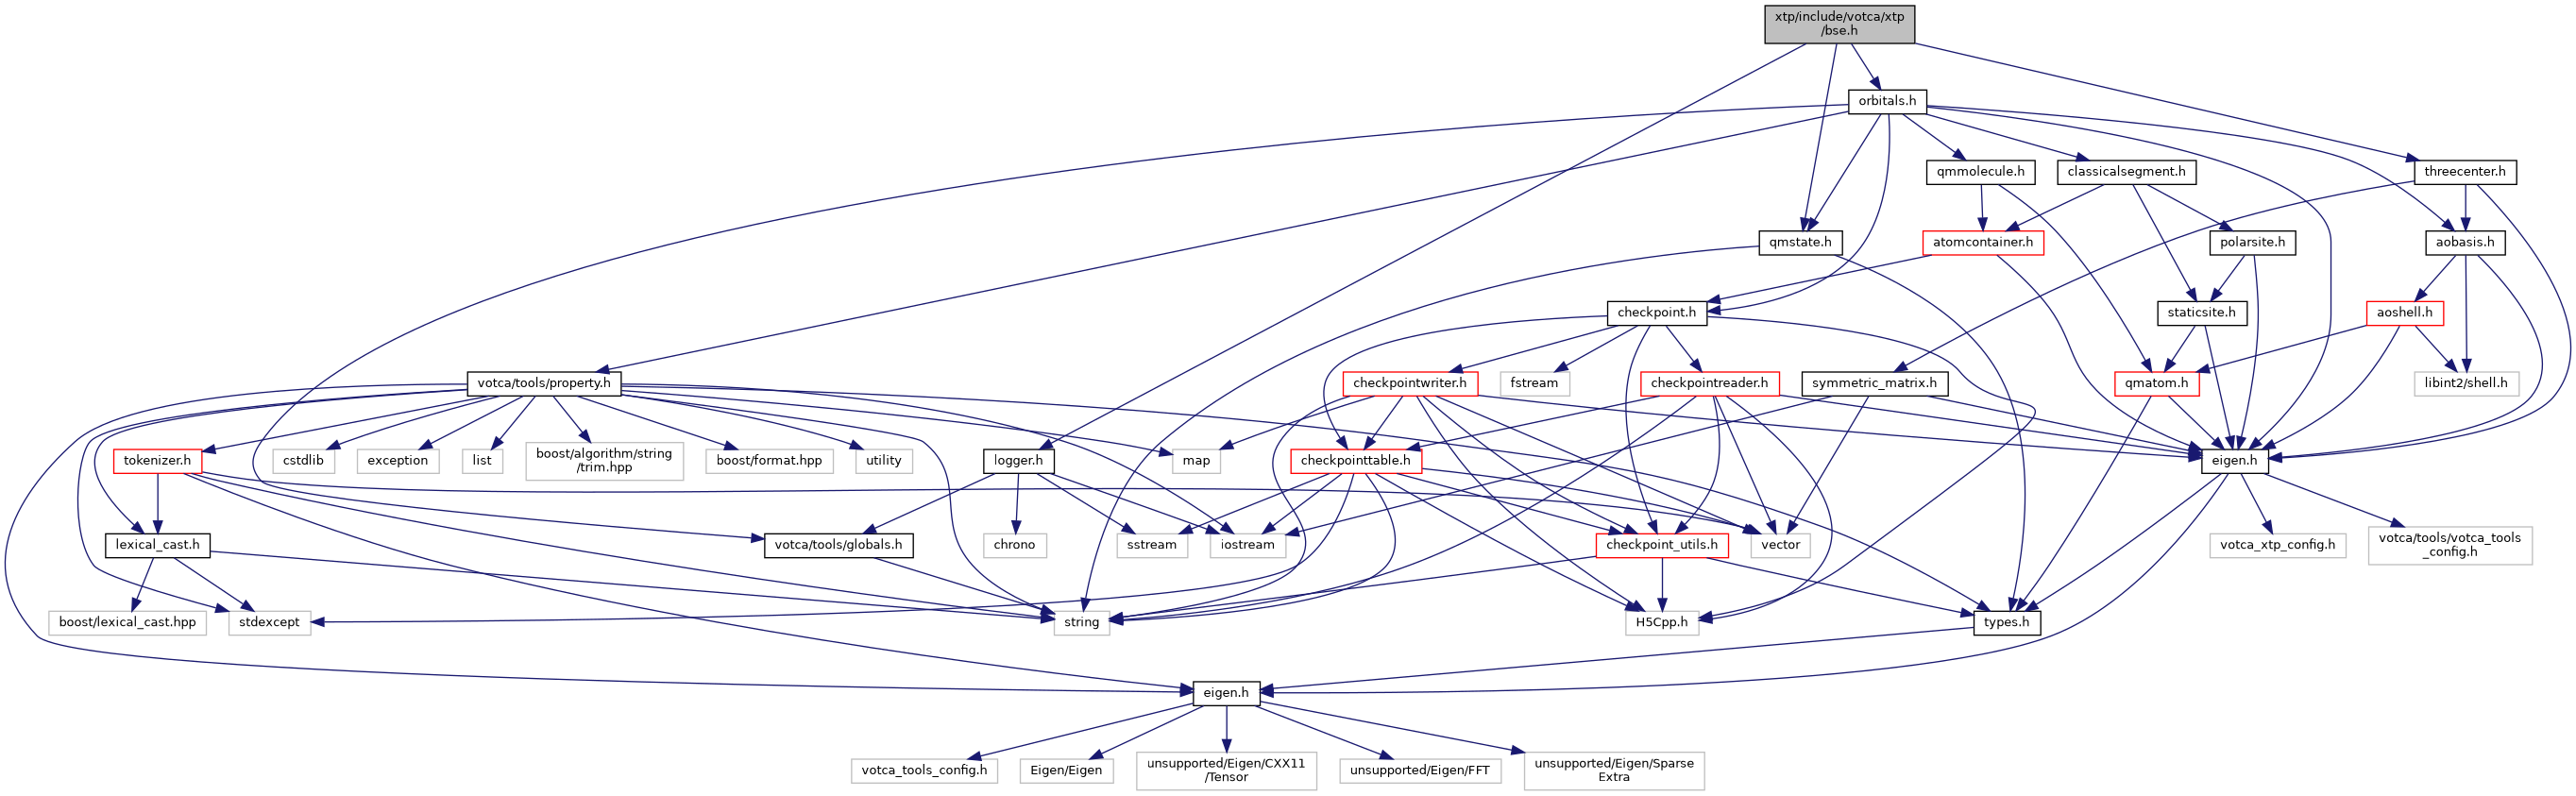 xtp/include/votca/xtp
/bse.h
orbitals.h
qmmolecule.h
classicalsegment.h
threecenter.h
qmstate.h
atomcontainer.h
polarsite.h
aobasis.h
checkpoint.h
staticsite.h
aoshell.h
votca/tools/property.h
checkpointwriter.h
fstream
checkpointreader.h
symmetric_matrix.h
qmatom.h
libint2/shell.h
tokenizer.h
cstdlib
exception
list
boost/algorithm/string
/trim.hpp
boost/format.hpp
utility
logger.h
map
checkpointtable.h
eigen.h
lexical_cast.h
votca/tools/globals.h
chrono
sstream
iostream
checkpoint_utils.h
vector
votca_xtp_config.h
votca/tools/votca_tools
_config.h
boost/lexical_cast.hpp
stdexcept
string
H5Cpp.h
types.h
eigen.h
votca_tools_config.h
Eigen/Eigen
unsupported/Eigen/CXX11
/Tensor
unsupported/Eigen/FFT
unsupported/Eigen/Sparse
Extra